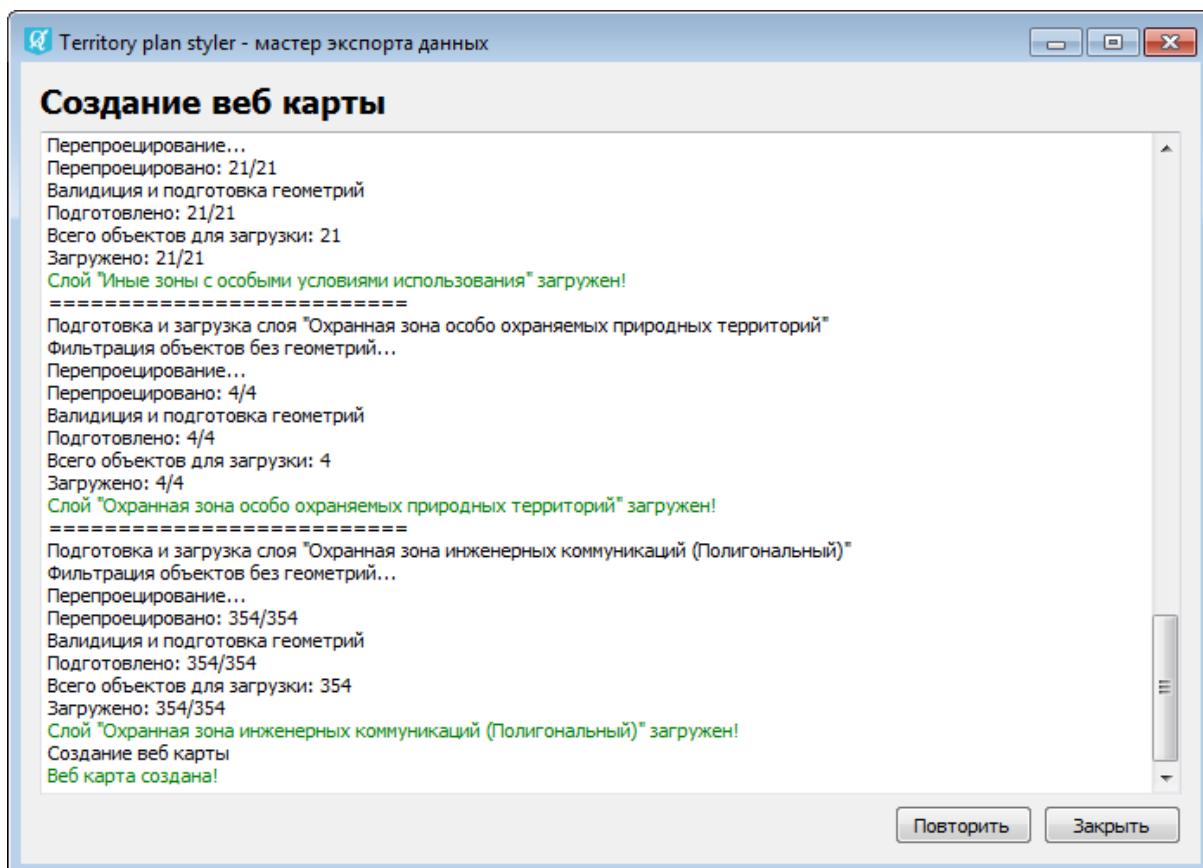 Territory plan styler - мастер экспорта данных
Создание веб карты
Перепроецирование...
Перепроецировано: 21/21
Валидиция и подготовка геометрий
Подготовлено: 21/21
Всего объектов для загрузки: 21
Загружено: 21/21
Слой "Иные зоны с особыми условиями использования" загружен!
==========================
Подготовка и загрузка слоя "Охранная зона особо охраняемых природных территорий"
Фильтрация объектов без геометрий...
Перепроецирование...
Перепроецировано: 4/4
Валидиция и подготовка геометрий
Подготовлено: 4/4
Всего объектов для загрузки: 4
Загружено: 4/4
Слой "Охранная зона особо охраняемых природных территорий" загружен!
==========================
Подготовка и загрузка слоя "Охранная зона инженерных коммуникаций (Полигональный)"
Фильтрация объектов без геометрий...
Перепроецирование...
Перепроецировано: 354/354
Валидиция и подготовка геометрий
Подготовлено: 354/354
Всего объектов для загрузки: 354
Загружено: 354/354
Слой "Охранная зона инженерных коммуникаций (Полигональный)" загружен!
Создание веб карты
Веб карта создана!
Повторить
Закрыть